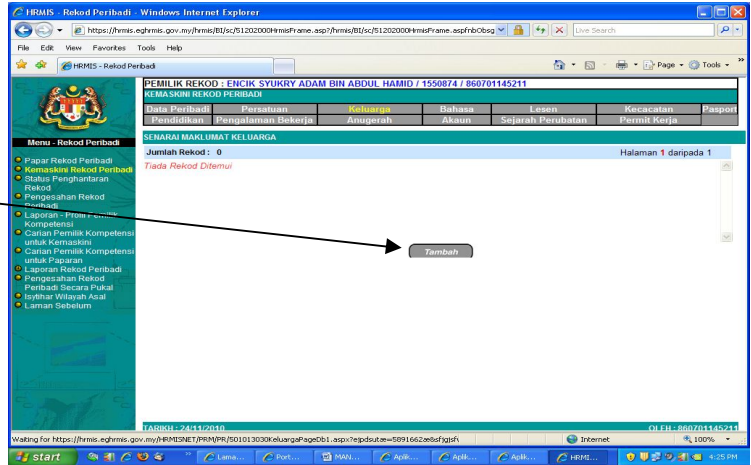 HRMIS - Rekod Peribadi - Windows Internet Explorer
https://hrmis.eghrmis.gov.my/hrmis/BI/sc/51202000HrmisFrame.asp?/hrmis/BI/sc/51202000HrmisFrame.aspfnbObsg
Live Search
File Edit View Favorites Tools Help
HRMIS - Rekod Peribadi
Page Tools
PEMILIK REKOD : ENCIK SYUKRY ADAM BIN ABDUL HAMID / 1550874 / 860701145211
KEMASKINI REKOD PERIBADI
Data Peribadi Persatuan Keluarga Bahasa Lesen Kecacatan Pasport
Pendidikan Pengalaman Bekerja Anugerah Akaun Sejarah Perubatan Permit Kerja
SENARAI MAKLUMAT KELUARGA
Jumlah Rekod : 0 Halaman 1 daripada 1
Tiada Rekod Ditemui
Tambah
Menu - Rekod Peribadi
Papar Rekod Peribadi
Kemaskini Rekod Peribadi
Status Penghantaran
Rekod
Pengesahan Rekod
Peribadi
Laporan - Profil Pemilik
Kompetensi
Carian Pemilik Kompetensi
untuk Kemaskini
Carian Pemilik Kompetensi
untuk Paparan
Laporan Rekod Peribadi
Pengesahan Rekod
Peribadi Secara Pukal
Isytihar Wilayah Asal
Laman Sebelum
TARIKH : 24/11/2010 OLEH : 860701145211
Waiting for https://hrmis.eghrmis.gov.my/HRMISNET/PRM/PR/501013030KeluargaPageDb1.aspx?
Internet 100%
start Lama... Port... MAN... Aplik... Aplik... Aplik... HRMI... 4:25 PM